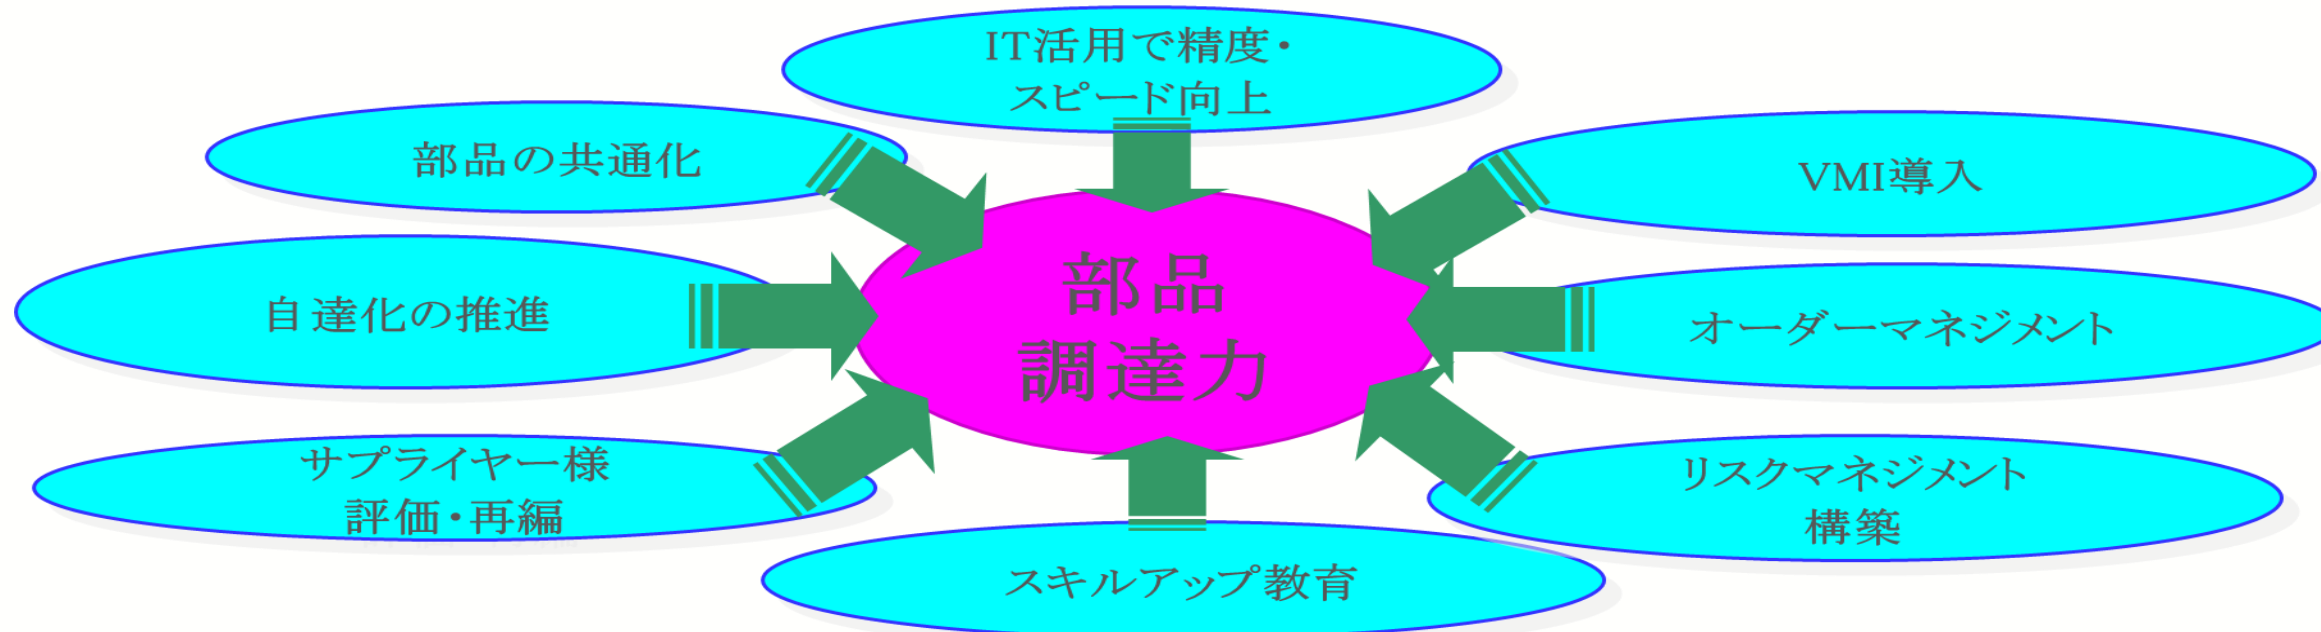 IT活用で精度・
スピード向上
部品の共通化
VMI導入
自達化の推進
部品
調達力
オーダーマネジメント
サプライヤー様
評価・再編
リスクマネジメント
構築
スキルアップ教育